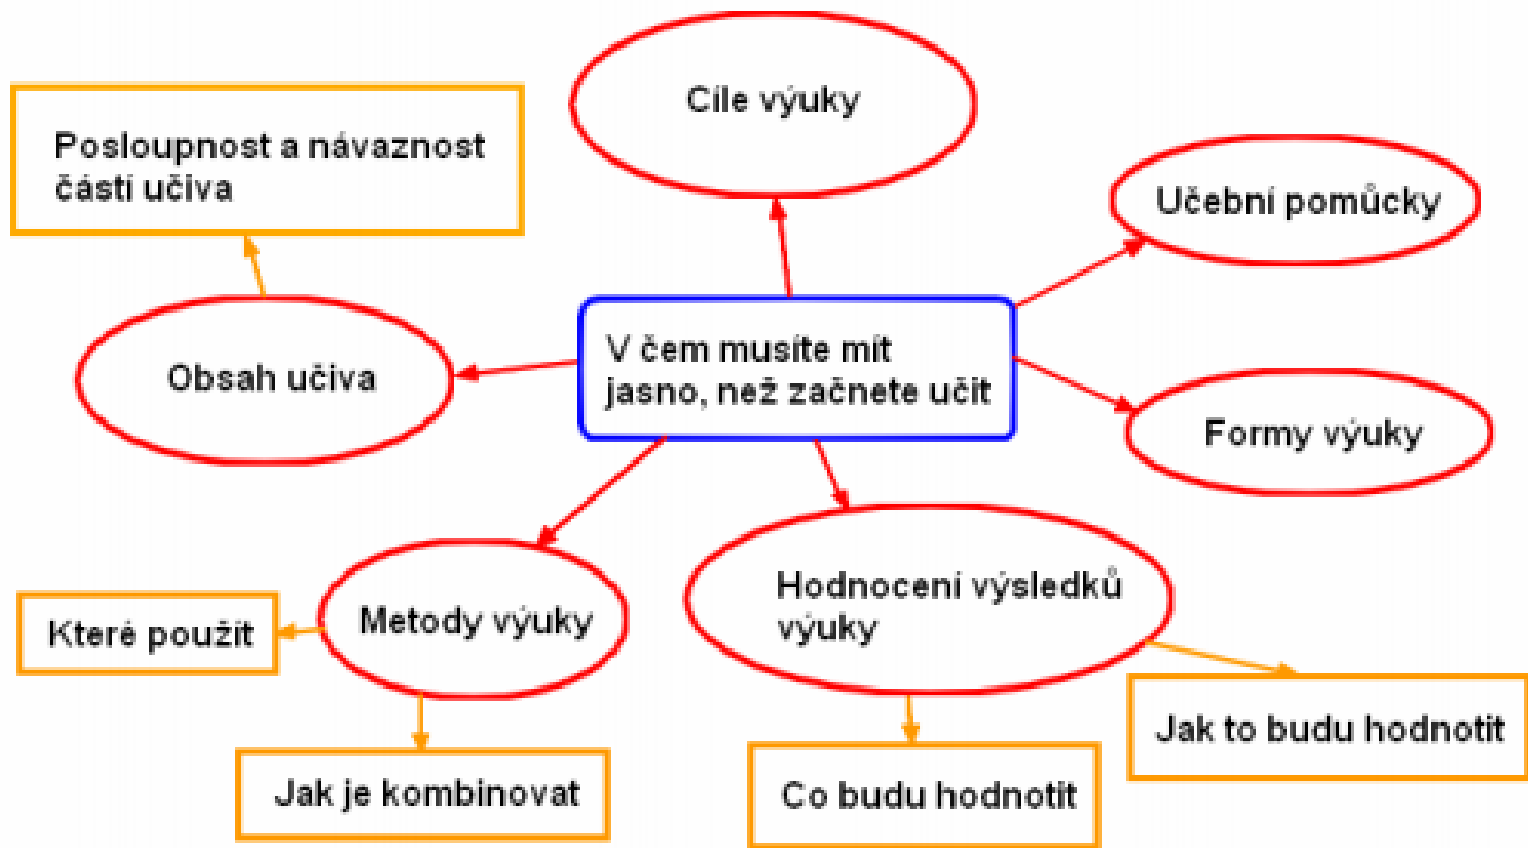 Cíle výuky
Posloupnost a návaznost
částí učiva
Učební pomůcky
V čem musíte mít
jasno, než začnete učit
Obsah učiva
Formy výuky
Hodnocení výsledků
výuky
Metody výuky
Které použít
Jak to budu hodnotit
Jak je kombinovat
Co budu hodnotit